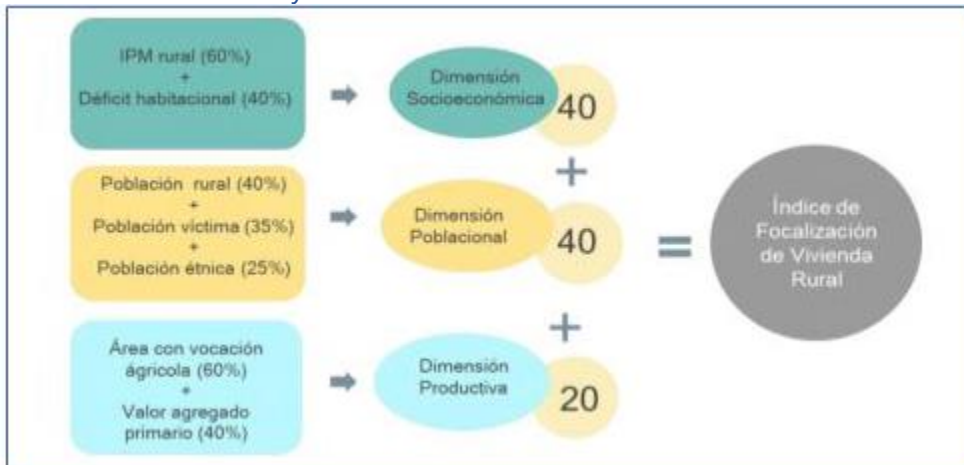 IPM rural (60%)
+
Déficit habitacional (40%)
Dimensión
Socioeconómica
40
+
Población rural (40%)
+
Población víctima (35%)
+
Población étnica (25%)
Dimensión
Poblacional
40
=
Índice de
Focalización
de Vivienda
Rural
+
Área con vocación
ágricola (60%)
+
Valor agregado
primario (40%)
Dimensión
Productiva
20